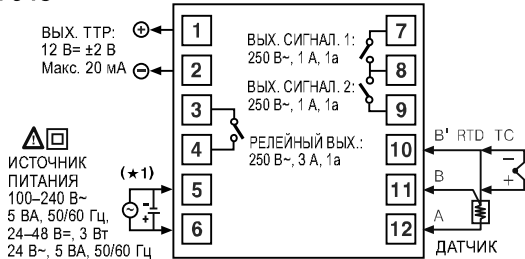 ВЫХ. ТТР:
12 В= ±2 В
Макс. 20 мА
1
2
3
4
5
6
ВЫХ. СИГНАЛ. 1:
250 В~, 1 А, 1a
ВЫХ. СИГНАЛ. 2:
250 В~, 1 А, 1a
РЕЛЕЙНЫЙ ВЫХ.:
250 В~, 3 А, 1a
7
8
9
10
11
12
B' RTD TC
B
A
ДАТЧИК
ИСТОЧНИК
ПИТАНИЯ
100–240 В~
5 ВА, 50/60 Гц,
24–48 В=, 3 Вт
24 В~, 5 ВА, 50/60 Гц
(★1)